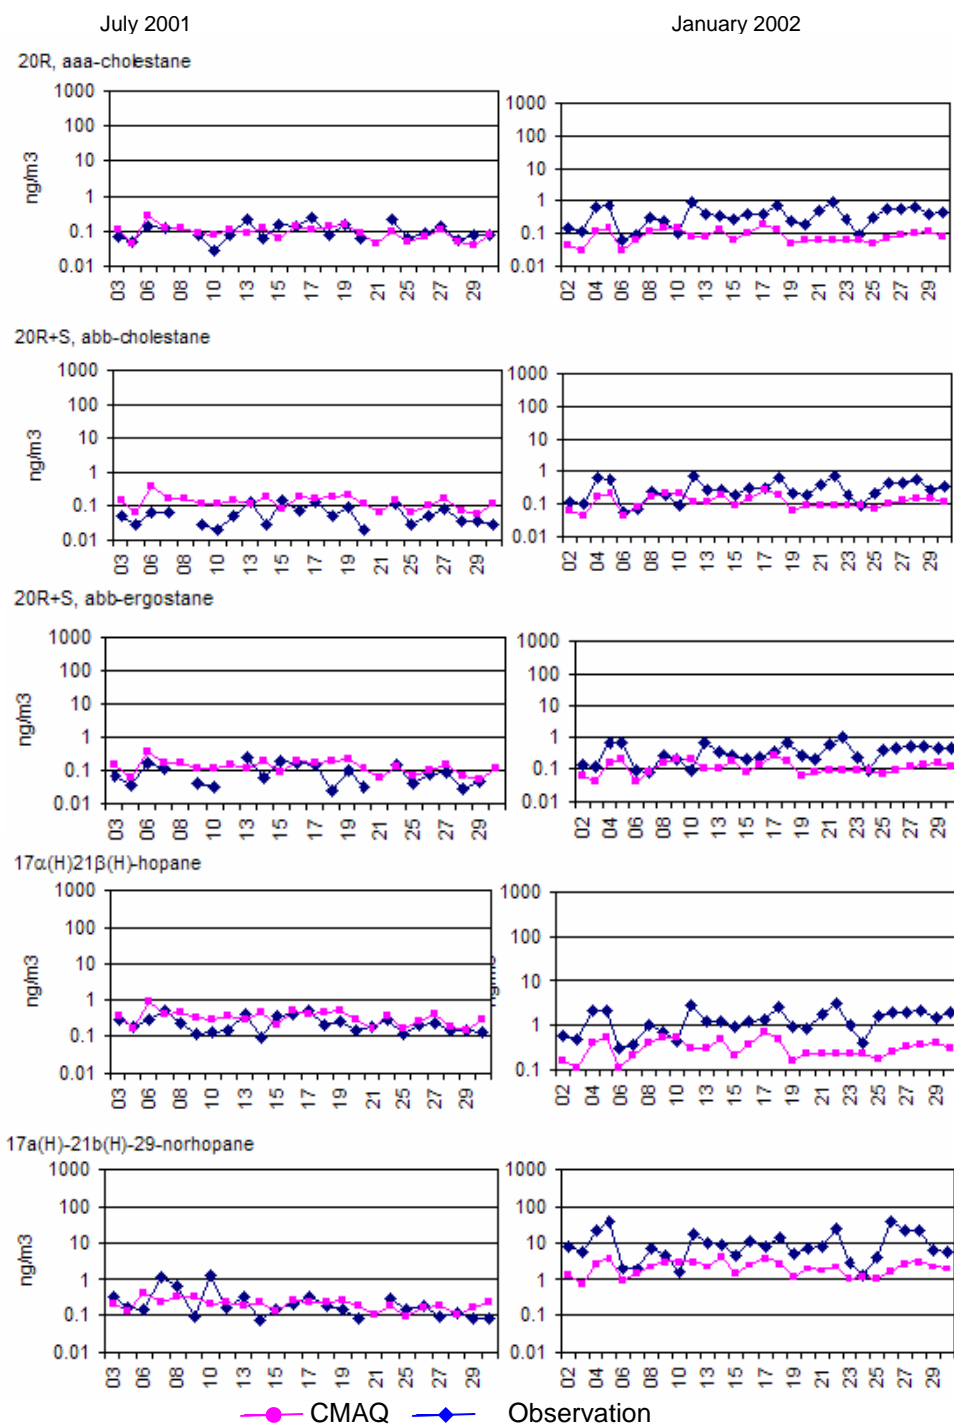 July 2001 January 2002
20R, aaa-cholestane
1000 1000
100 100
10 10
1 1
0.1 0.1
0.01 0.01
ng/m3
03 06 08 10 13 15 17 19 21 25 27 29
02 04 06 08 10 13 15 17 19 21 23 25 27 29
20R+S, abb-cholestane
1000 1000
100 100
10 10
1 1
0.1 0.1
0.01 0.01
ng/m3
03 06 08 10 13 15 17 19 21 25 27 29
02 04 06 08 10 13 15 17 19 21 23 25 27 29
20R+S, abb-ergostane
1000 1000
100 100
10 10
1 1
0.1 0.1
0.01 0.01
ng/m3
03 06 08 10 13 15 17 19 21 25 27 29
02 04 06 08 10 13 15 17 19 21 23 25 27 29
17α(H)21β(H)-hopane
1000 1000
100 100
10 10
1 1
0.1 0.1
0.01
ng/m3
03 06 08 10 13 15 17 19 21 25 27 29
02 04 06 08 10 13 15 17 19 21 23 25 27 29
17a(H)-21b(H)-29-norhopane
1000 1000
100 100
10 10
1 1
0.1 0.1
0.01 0.01
ng/m3
03 06 08 10 13 15 17 19 21 25 27 29
02 04 06 08 10 13 15 17 19 21 23 25 27 29
CMAQ Observation